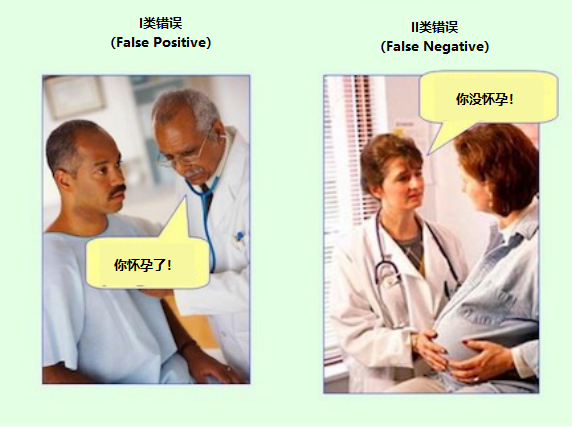 I类错误
（False Positive）
II类错误
（False Negative）
你没怀孕！
你怀孕了！